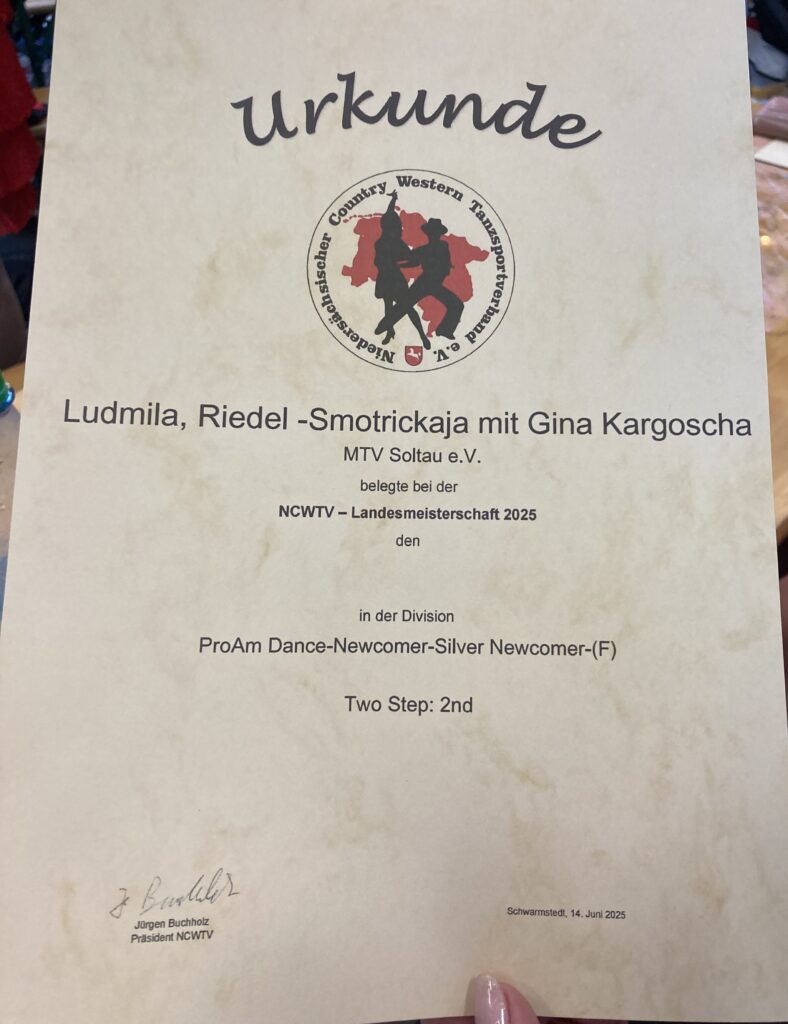 Urkunde
Niedersächsischer Country Western Tanzsportverband e.V.
Ludmila, Riedel -Smotrickaja mit Gina Kargoscha
MTV Soltau e.V.
belegte bei der
NCWTV – Landesmeisterschaft 2025
den
in der Division
ProAm Dance-Newcomer-Silver Newcomer-(F)
Two Step: 2nd
Jürgen Buchholz
Präsident NCWTV
Schwarmstedt, 14. Juni 2025